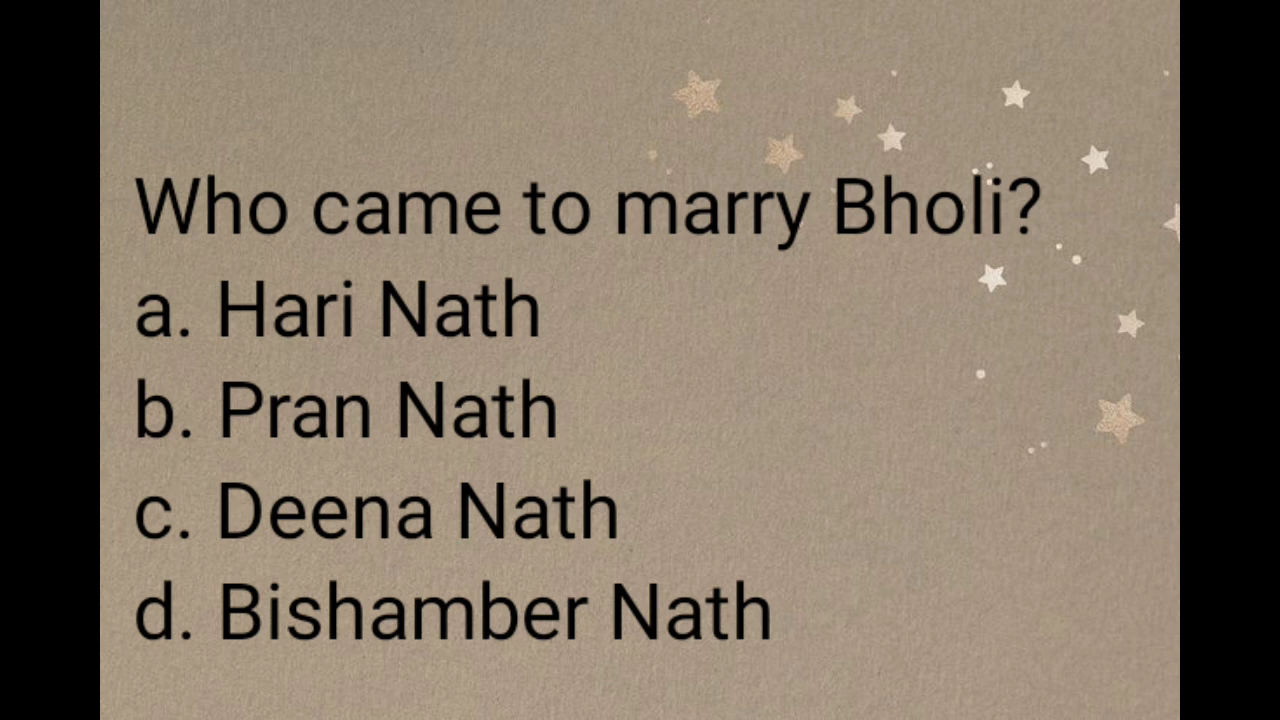 Who came to marry Bholi?
a. Hari Nath
b. Pran Nath
c. Deena Nath
d. Bishamber Nath